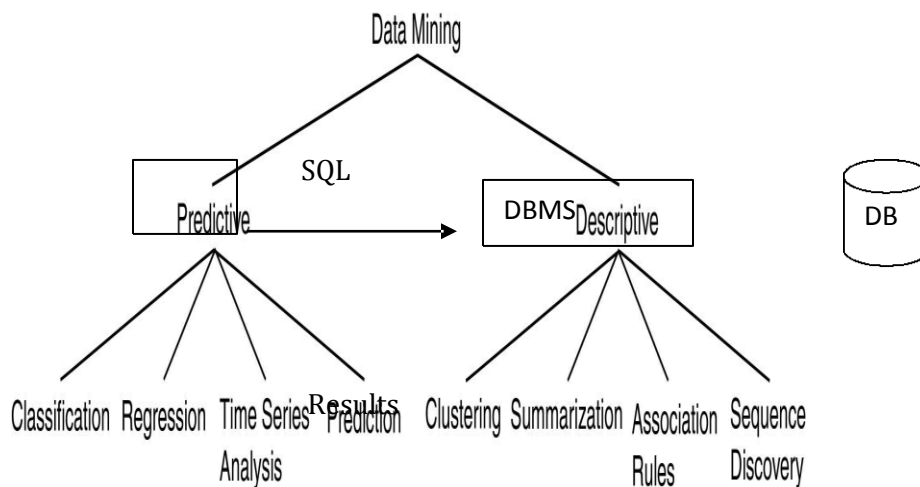 Data Mining
SQL
Predictive
DBMS
Descriptive
DB
Classification
Regression
Time Series
Analysis
Results
Prediction
Clustering
Summarization
Association
Rules
Sequence
Discovery